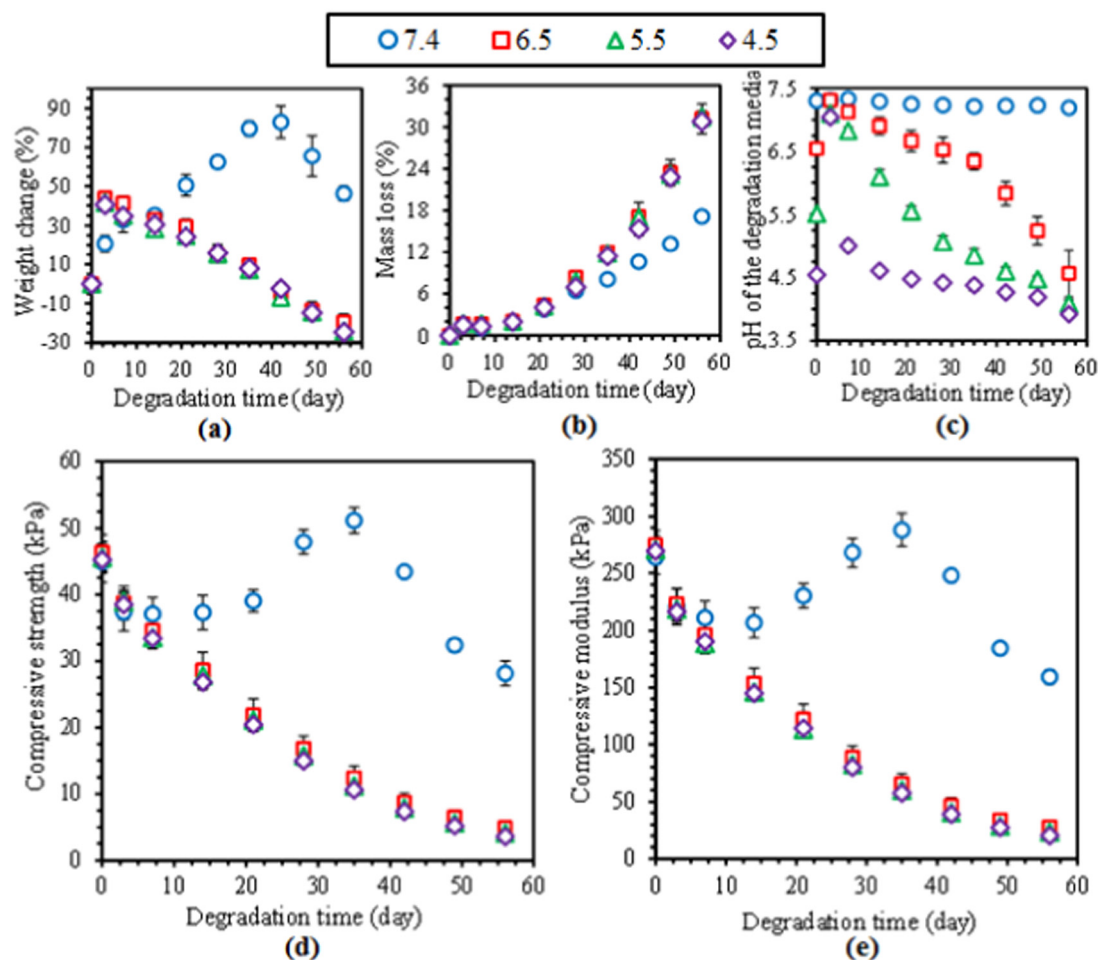 7.4 6.5 5.5 4.5
Weight change (%)
90
70
50
30
10
-10
-30
0 10 20 30 40 50 60
Degradation time (day)
(a)
Mass loss (%)
36
30
24
18
12
6
0
0 10 20 30 40 50 60
Degradation time (day)
(b)
pH of the degradation media
7.5
6.5
5.5
4.5
3.5
0 10 20 30 40 50 60
Degradation time (day)
(c)
Compressive strength (kPa)
60
50
40
30
20
10
0
0 10 20 30 40 50 60
Degradation time (day)
(d)
Compressive modulus (kPa)
350
300
250
200
150
100
50
0
0 10 20 30 40 50 60
Degradation time (day)
(e)